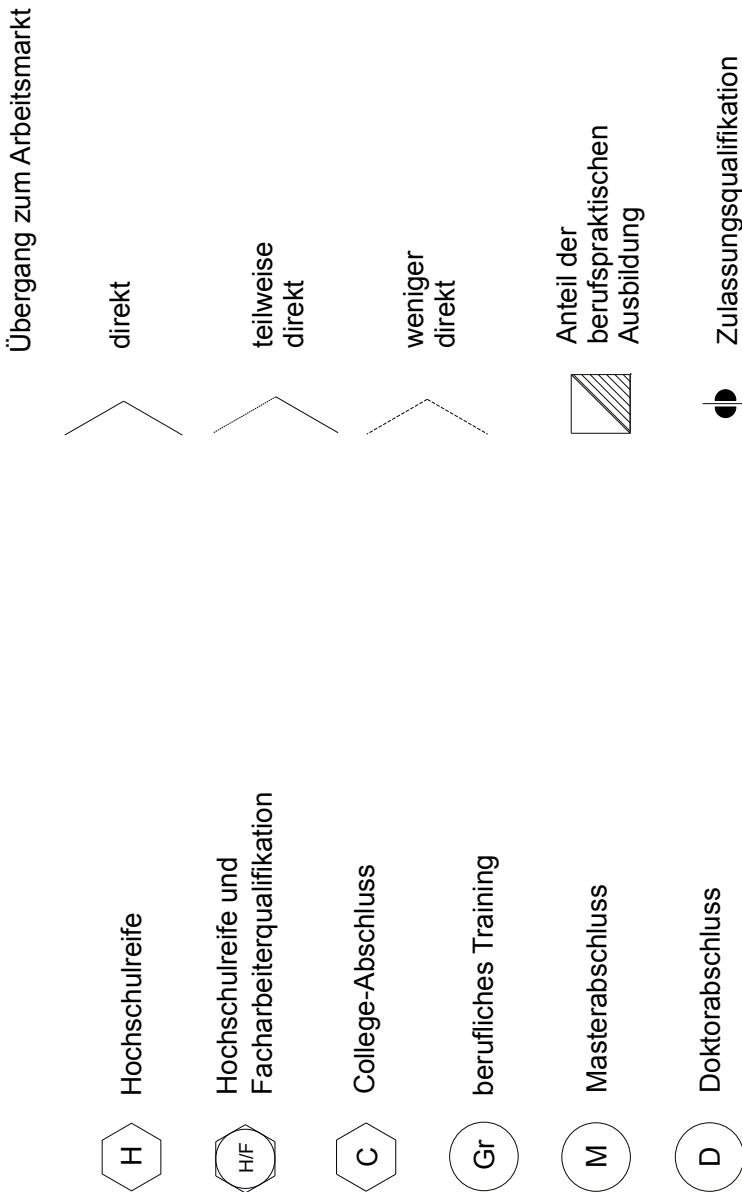 H
Hochschulreife
H/F
Hochschulreife und
Facharbeiterqualifikation
C
College-Abschluss
Gr
berufliches Training
M
Masterabschluss
D
Doktorabschluss
Übergang zum Arbeitsmarkt
direkt
teilweise
direkt
weniger
direkt
Anteil der
berufspraktischen
Ausbildung
Zulassungsqualifikation